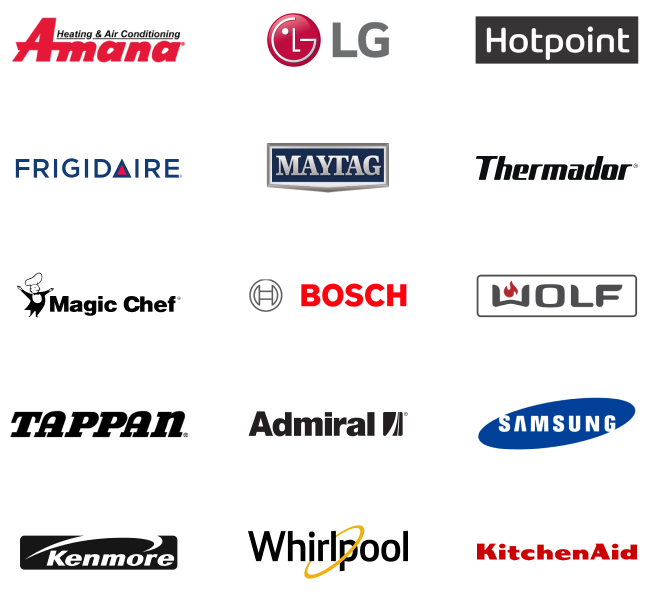 Heating & Air Conditioning
Amana®
LG
Hotpoint
FRIGIDAIRE
MAYTAG
Thermador®
Magic Chef®
BOSCH
WOLF
TAPPAN®
Admiral®
SAMSUNG
Kenmore®
Whirlpool
KitchenAid